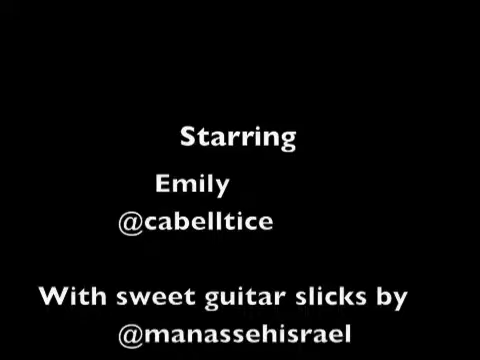 Starring
Emily
@cabelltice
With sweet guitar slicks by
@manassehisrael